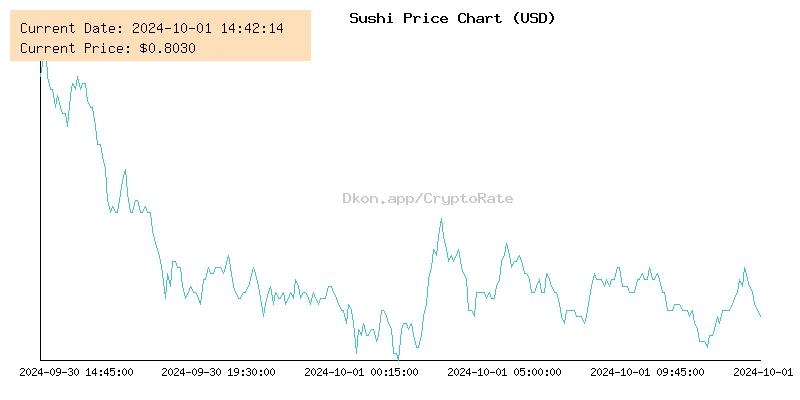 Sushi Price Chart (USD)
Current Date: 2024-10-01 14:42:14
Current Price: $0.8030
Dkon.app/CryptoRate
2024-09-30 14:45:00
2024-09-30 19:30:00
2024-10-01 00:15:00
2024-10-01 05:00:00
2024-10-01 09:45:00
2024-10-01